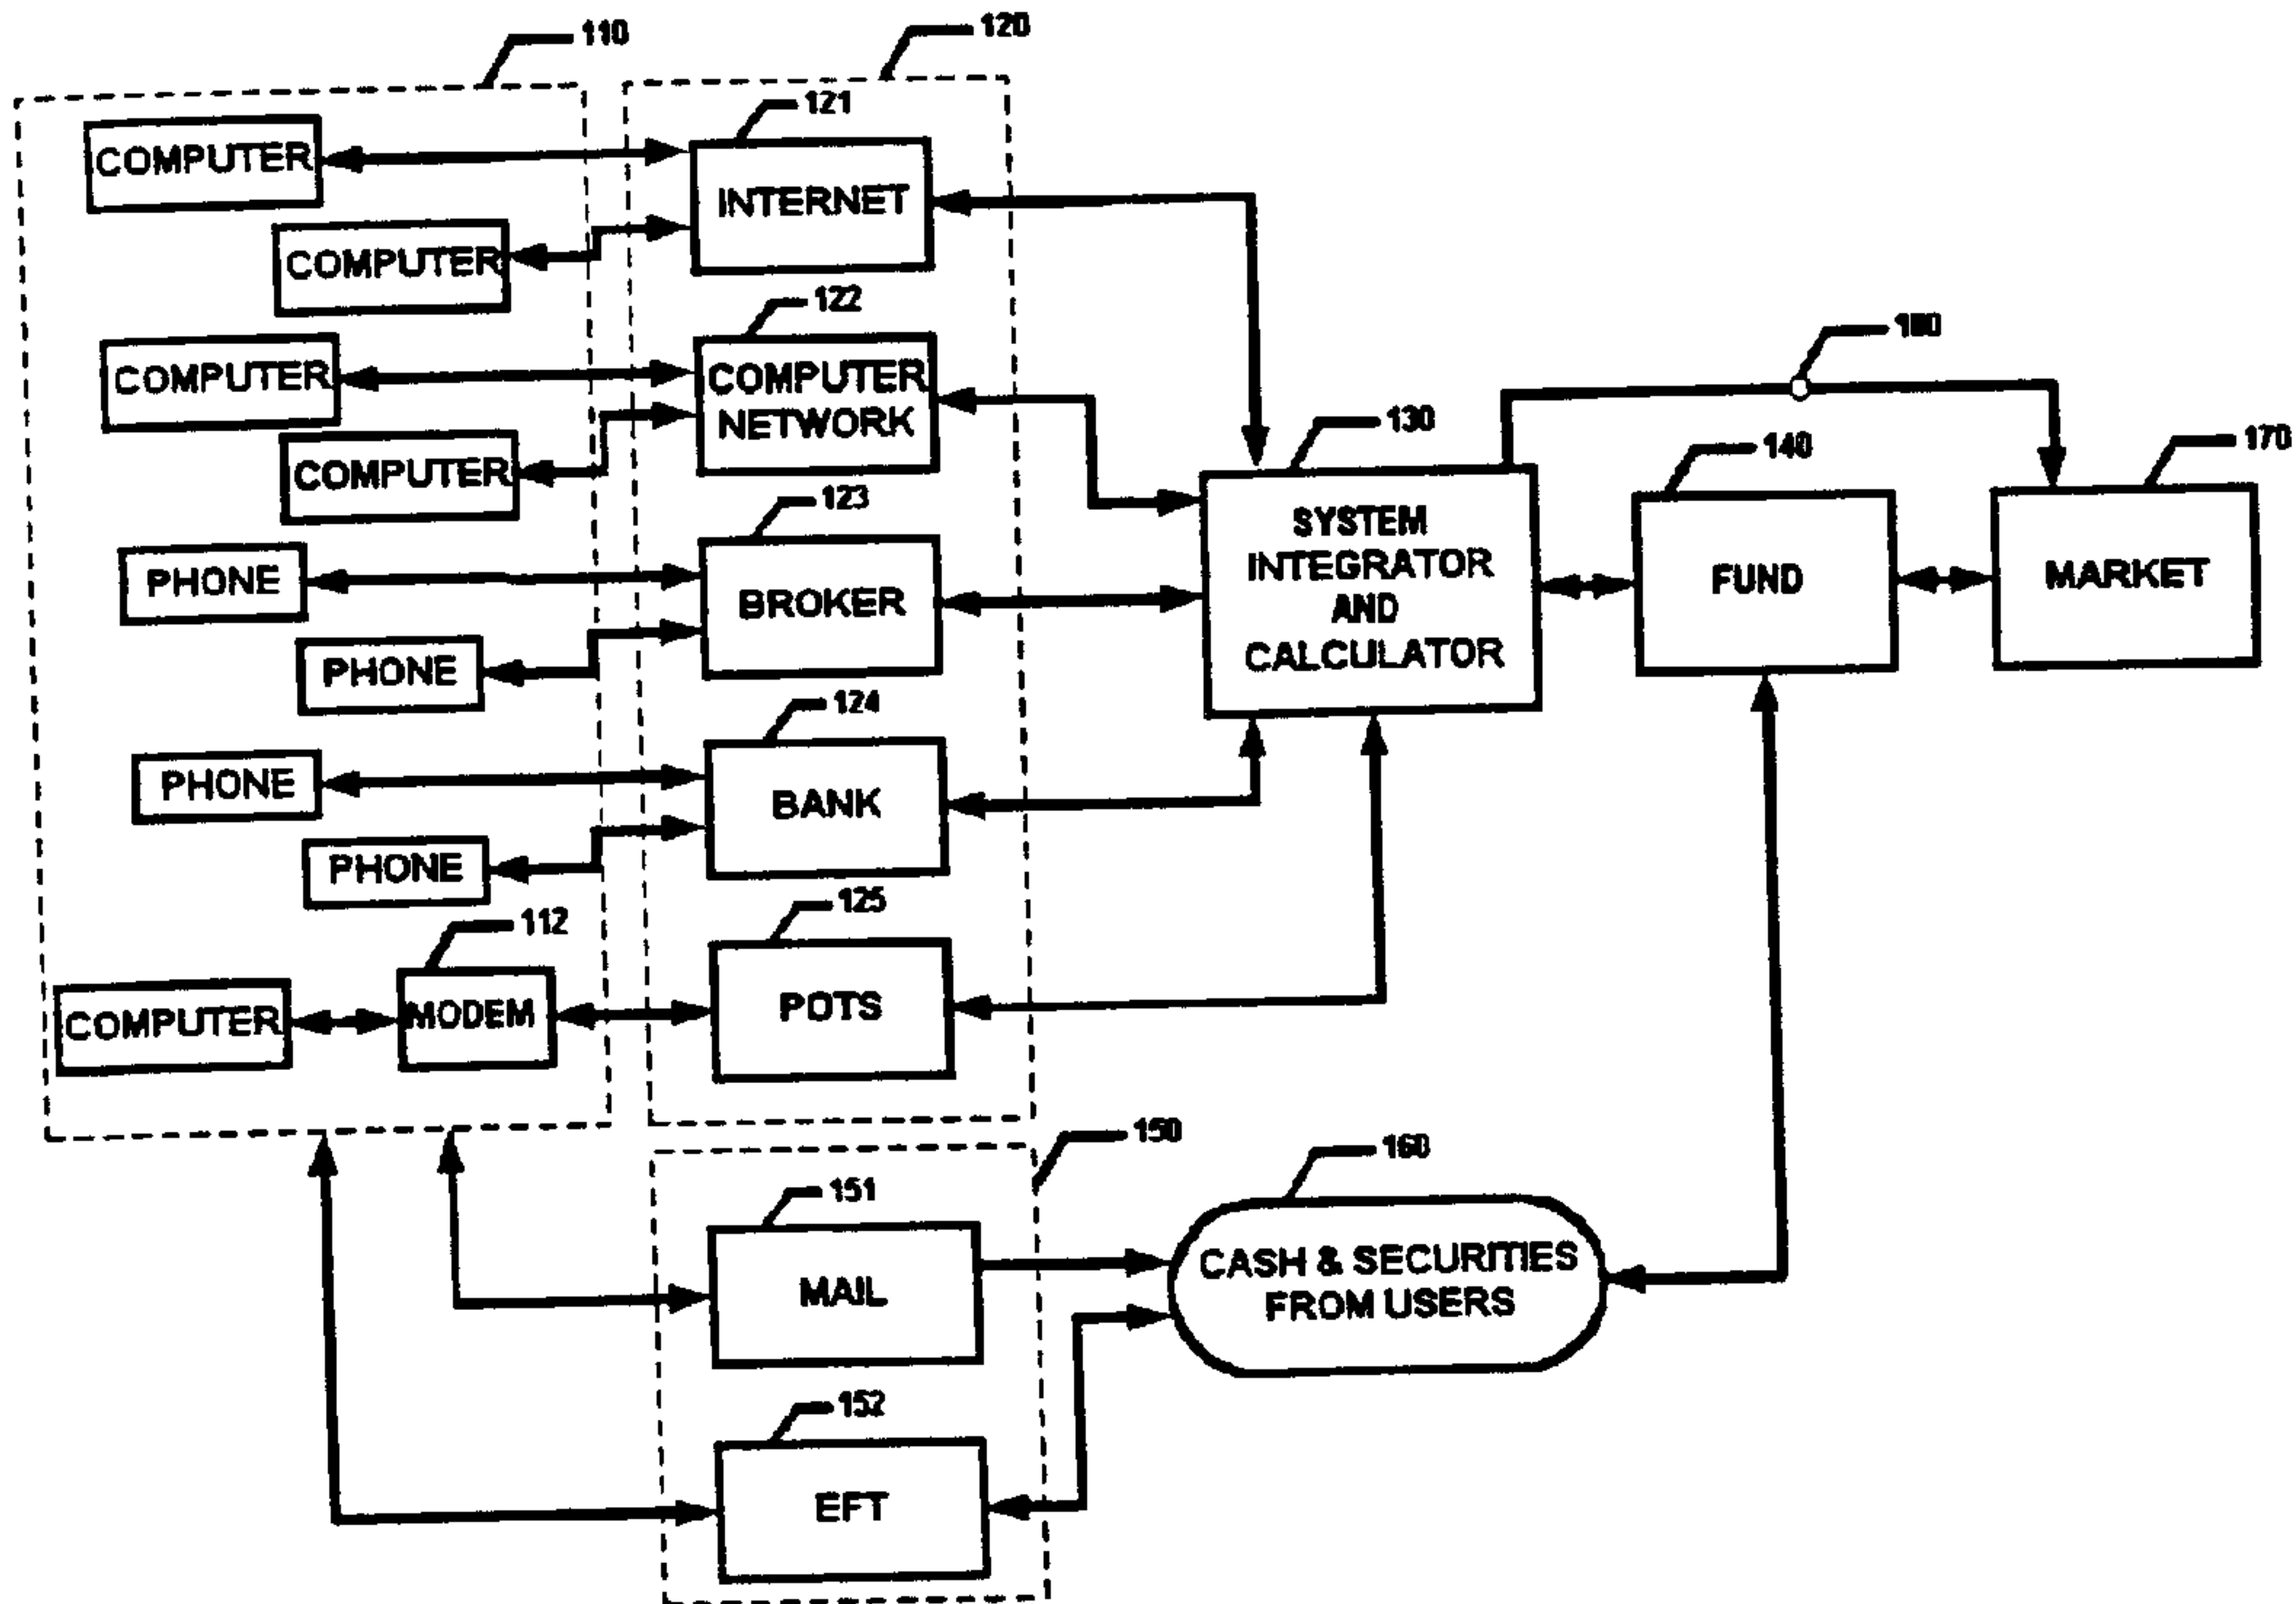 110
120
COMPUTER
121
INTERNET
COMPUTER
COMPUTER
122
COMPUTER
NETWORK
COMPUTER
PHONE
123
BROKER
PHONE
PHONE
124
BANK
PHONE
COMPUTER
112
MODEM
125
POTS
130
SYSTEM
INTEGRATOR
AND
CALCULATOR
140
FUND
170
MARKET
150
151
MAIL
152
EFT
160
CASH & SECURITIES
FROM USERS